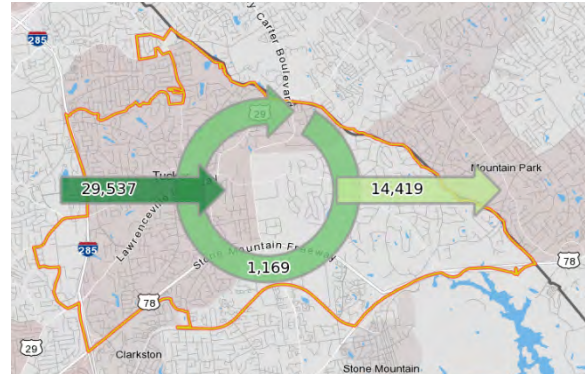 y Carter Boulevard
285
29
Mountain Park
Tuck
29,537
14,419
Lawrenceville
Stone Mountain Freeway
285
1,169
78
78
29
Clarkston
Stone Mountain